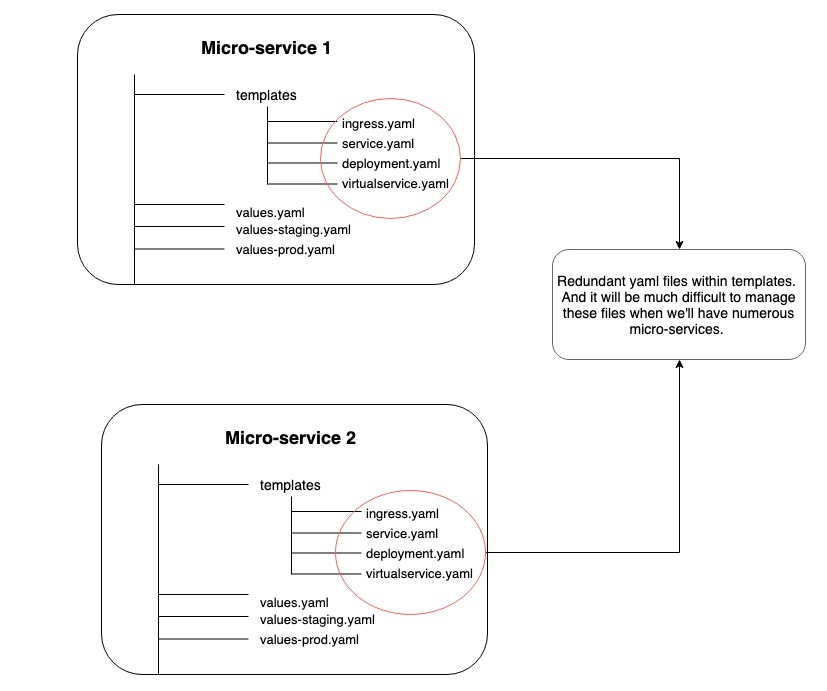 Micro-service 1
templates
ingress.yaml
service.yaml
deployment.yaml
virtualservice.yaml
values.yaml
values-staging.yaml
values-prod.yaml
Redundant yaml files within templates.
And it will be much difficult to manage
these files when we'll have numerous
micro-services.
Micro-service 2
templates
ingress.yaml
service.yaml
deployment.yaml
virtualservice.yaml
values.yaml
values-staging.yaml
values-prod.yaml